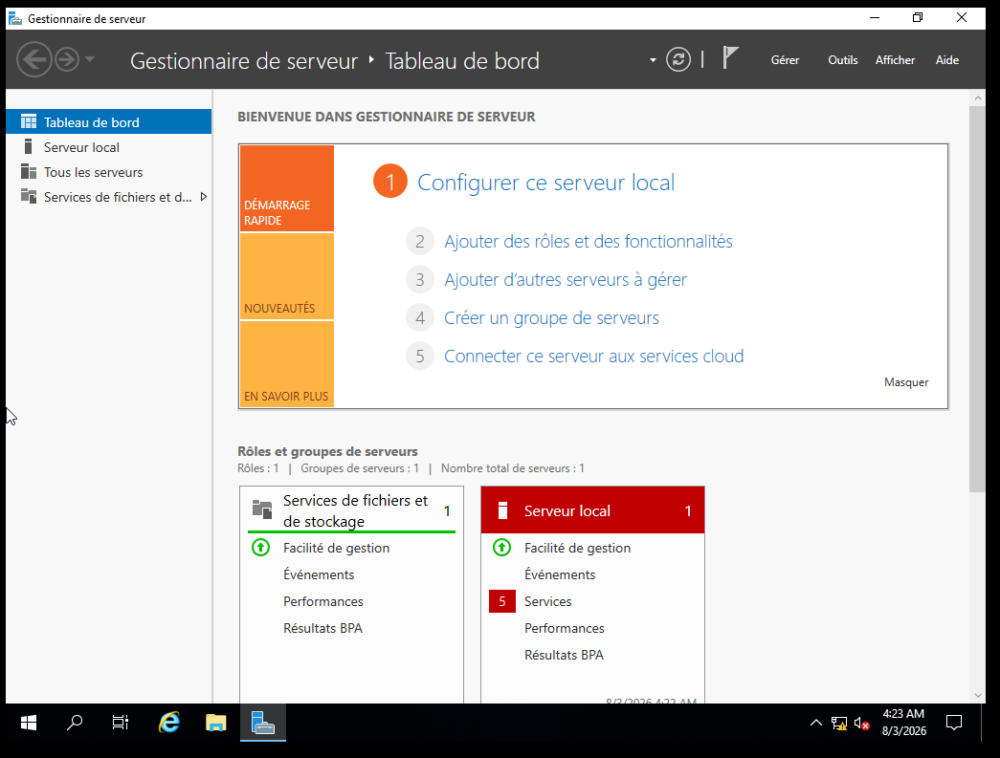 Gestionnaire de serveur
Gestionnaire de serveur Tableau de bord
Gérer Outils Afficher Aide
Tableau de bord
Serveur local
Tous les serveurs
Services de fichiers et d...
BIENVENUE DANS GESTIONNAIRE DE SERVEUR
DÉMARRAGE
RAPIDE
NOUVEAUTÉS
EN SAVOIR PLUS
1 Configurer ce serveur local
2 Ajouter des rôles et des fonctionnalités
3 Ajouter d’autres serveurs à gérer
4 Créer un groupe de serveurs
5 Connecter ce serveur aux services cloud
Masquer
Rôles et groupes de serveurs
Rôles : 1 | Groupes de serveurs : 1 | Nombre total de serveurs : 1
Services de fichiers et
de stockage
1
Facilité de gestion
Événements
Performances
Résultats BPA
Serveur local 1
Facilité de gestion
Événements
5 Services
Performances
Résultats BPA
8/3/2026 4:22 AM
4:23 AM
8/3/2026